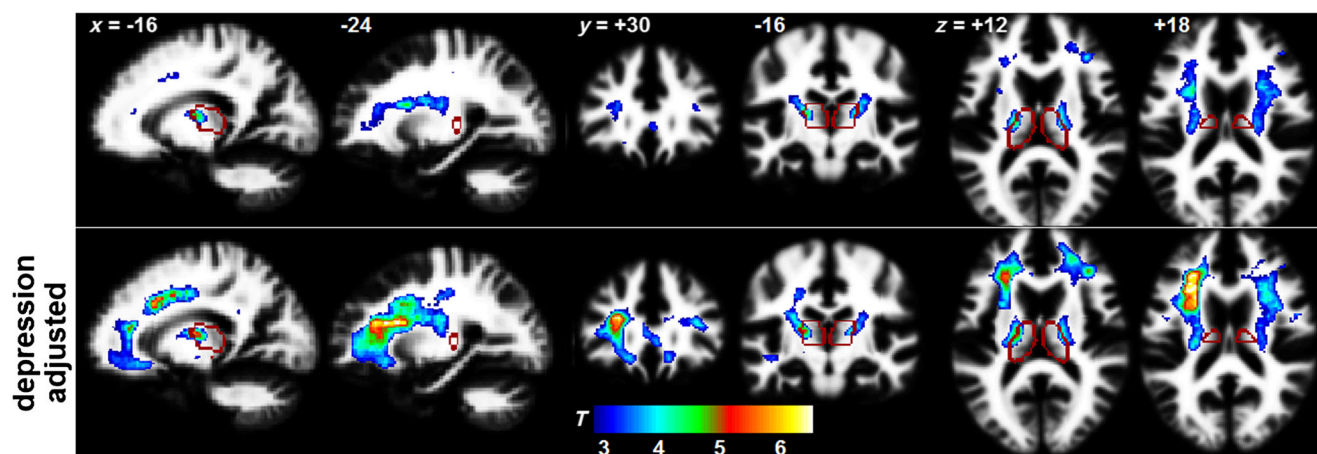 x = -16
-24
y = +30
-16
z = +12
+18
depression
adjusted
T
3 4 5 6